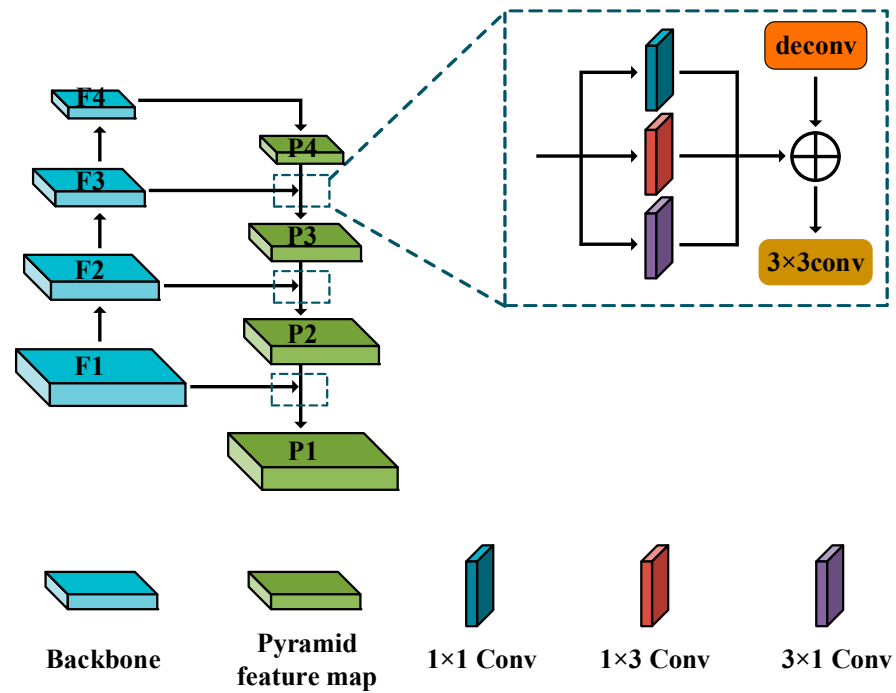 deconv
F4
P4
F3
P3
3×3conv
F2
P2
F1
P1
Backbone
Pyramid
feature map
1×1 Conv
1×3 Conv
3×1 Conv